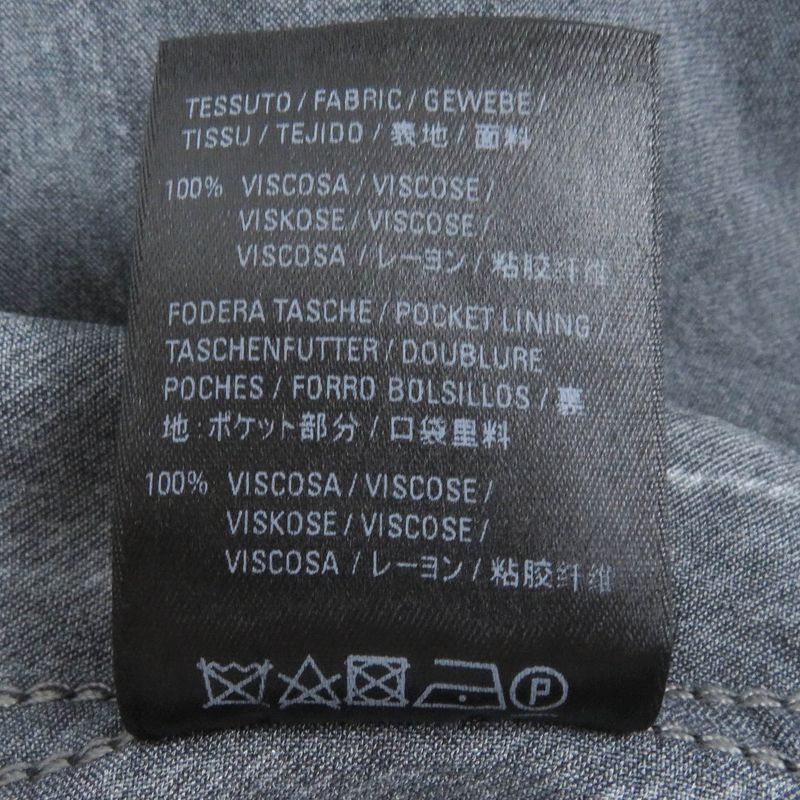 TESSUTO / FABRIC / GEWEBE /
TISSU / TEJIDO / 表地 / 面料
100% VISCOSA / VISCOSE /
VISKOSE / VISCOSE /
VISCOSA / レーヨン / 粘胶纤维
FODERA TASCHE / POCKET LINING /
TASCHENFUTTER / DOUBLURE
POCHES / FORRO BOLSILLOS / 裏
地:ポケット部分 / 口袋里料
100% VISCOSA / VISCOSE /
VISKOSE / VISCOSE /
VISCOSA / レーヨン / 粘胶纤维
P